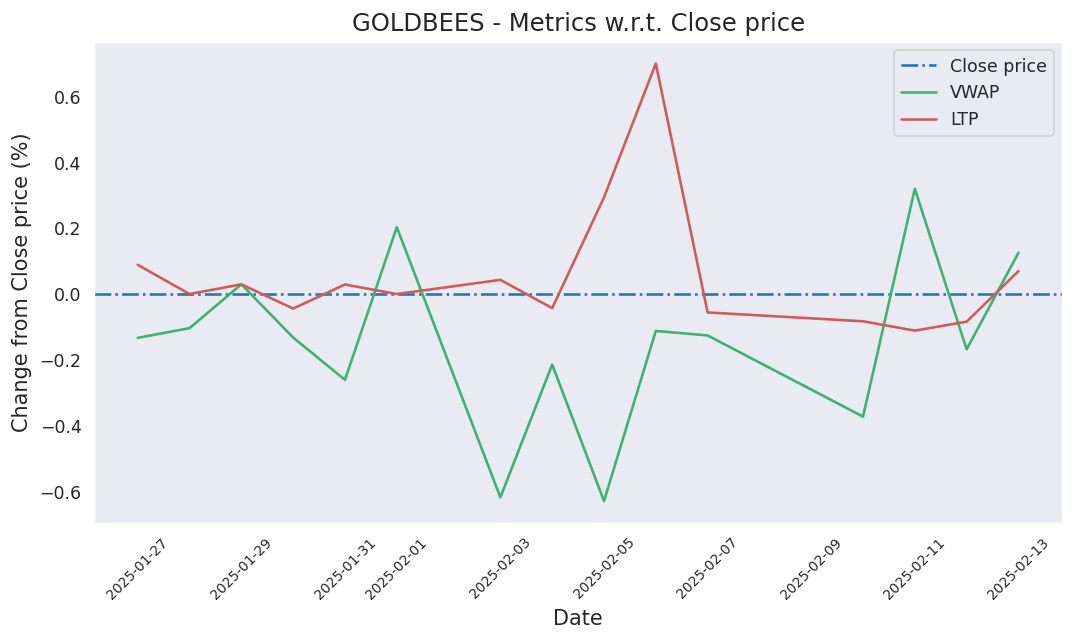 GOLDBEES - Metrics w.r.t. Close price
Close price
VWAP
LTP
Change from Close price (%)
0.6
0.4
0.2
0.0
−0.2
−0.4
−0.6
2025-01-27
2025-01-29
2025-01-31
2025-02-01
2025-02-03
2025-02-05
2025-02-07
2025-02-09
2025-02-11
2025-02-13
Date